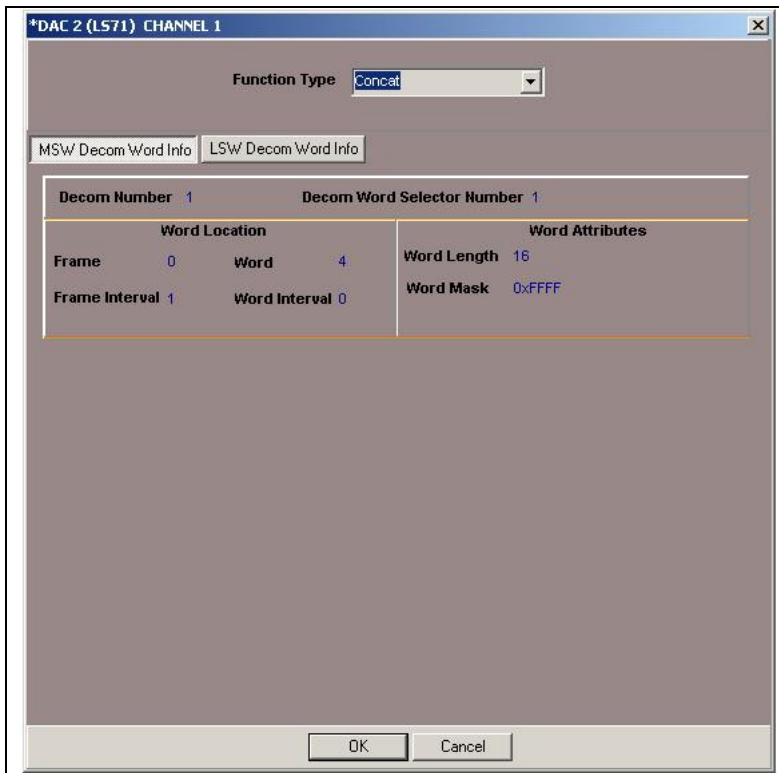 *DAC 2 (LS71) CHANNEL 1
Function Type Concat
MSW Decom Word Info LSW Decom Word Info
Decom Number 1 Decom Word Selector Number 1
Word Location Word Attributes
Frame 0 Word 4 Word Length 16
Frame Interval 1 Word Interval 0 Word Mask 0xFFFF
OK Cancel